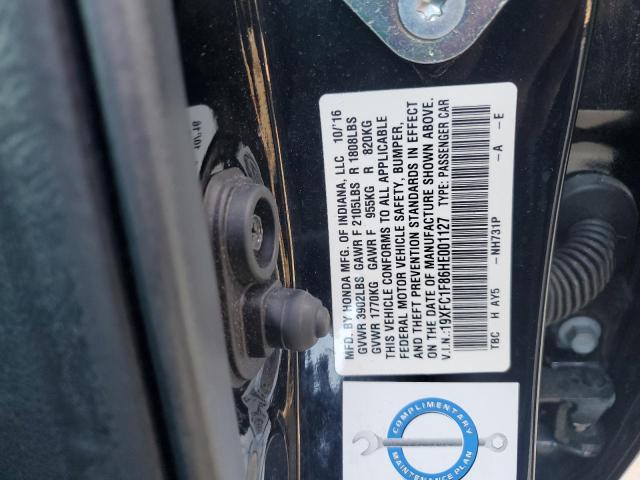 MFD. BY HONDA MFG. OF INDIANA, LLC 10/'16
GVWR 3902LBS GAWR F 2105LBS R 1808LBS
GVWR 1770KG GAWR F 955KG R 820KG
THIS VEHICLE CONFORMS TO ALL APPLICABLE
FEDERAL MOTOR VEHICLE SAFETY, BUMPER,
AND THEFT PREVENTION STANDARDS IN EFFECT
ON THE DATE OF MANUFACTURE SHOWN ABOVE.
V.I.N.:19XFC1F86HE001127 TYPE: PASSENGER CAR
TBC H AY5 -NH731P -A -E
COMPLIMENTARY
MAINTENANCE PLAN